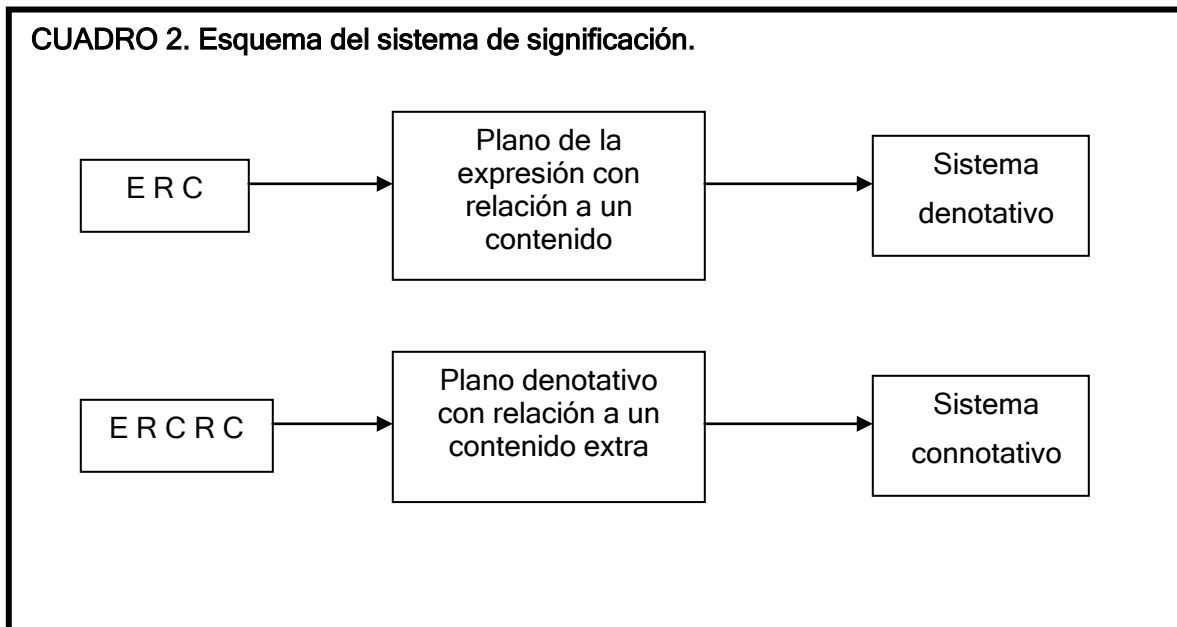 CUADRO 2. Esquema del sistema de significación.
E R C
Plano de la
expresión con
relación a un
contenido
Sistema
denotativo
E R C R C
Plano denotativo
con relación a un
contenido extra
Sistema
connotativo